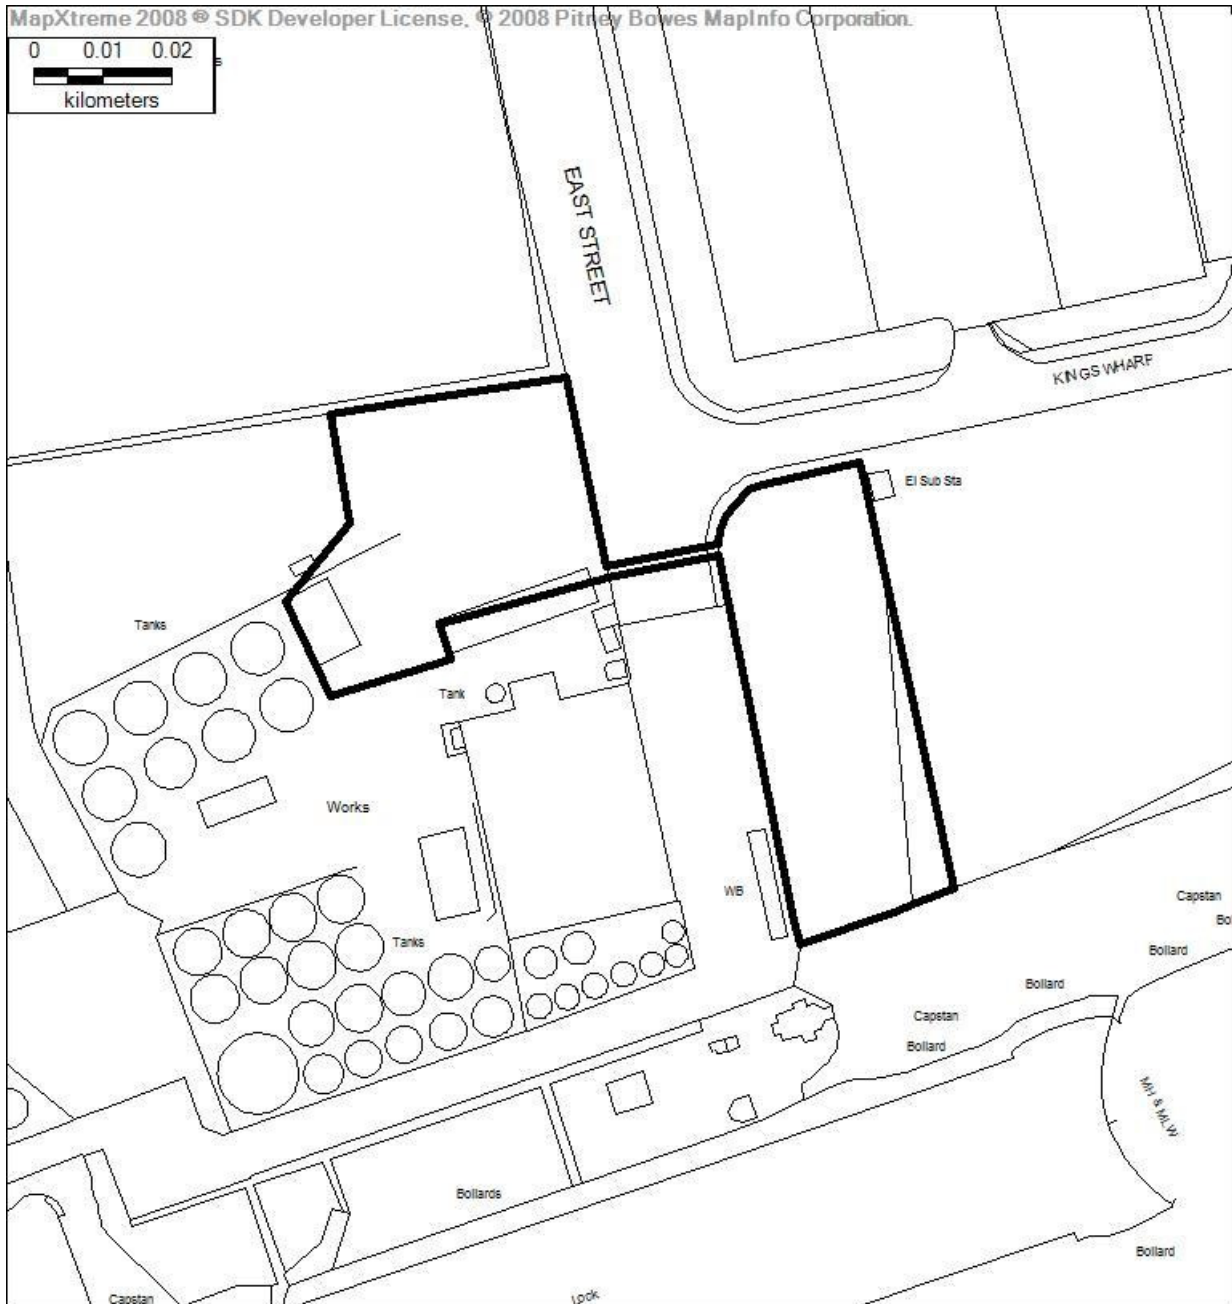 MapXtreme 2008 ® SDK Developer License. © 2008 Pitney Bowes MapInfo Corporation.
0 0.01 0.02
kilometers
EAST STREET
KINGS WHARF
El Sub Sta
Tanks
Tank
Works
WB
Tanks
Capstan
Bo
Bollard
Bollard
Capstan
Bollard
MH & MLW
Bollards
Bollard
Capstan
Lock